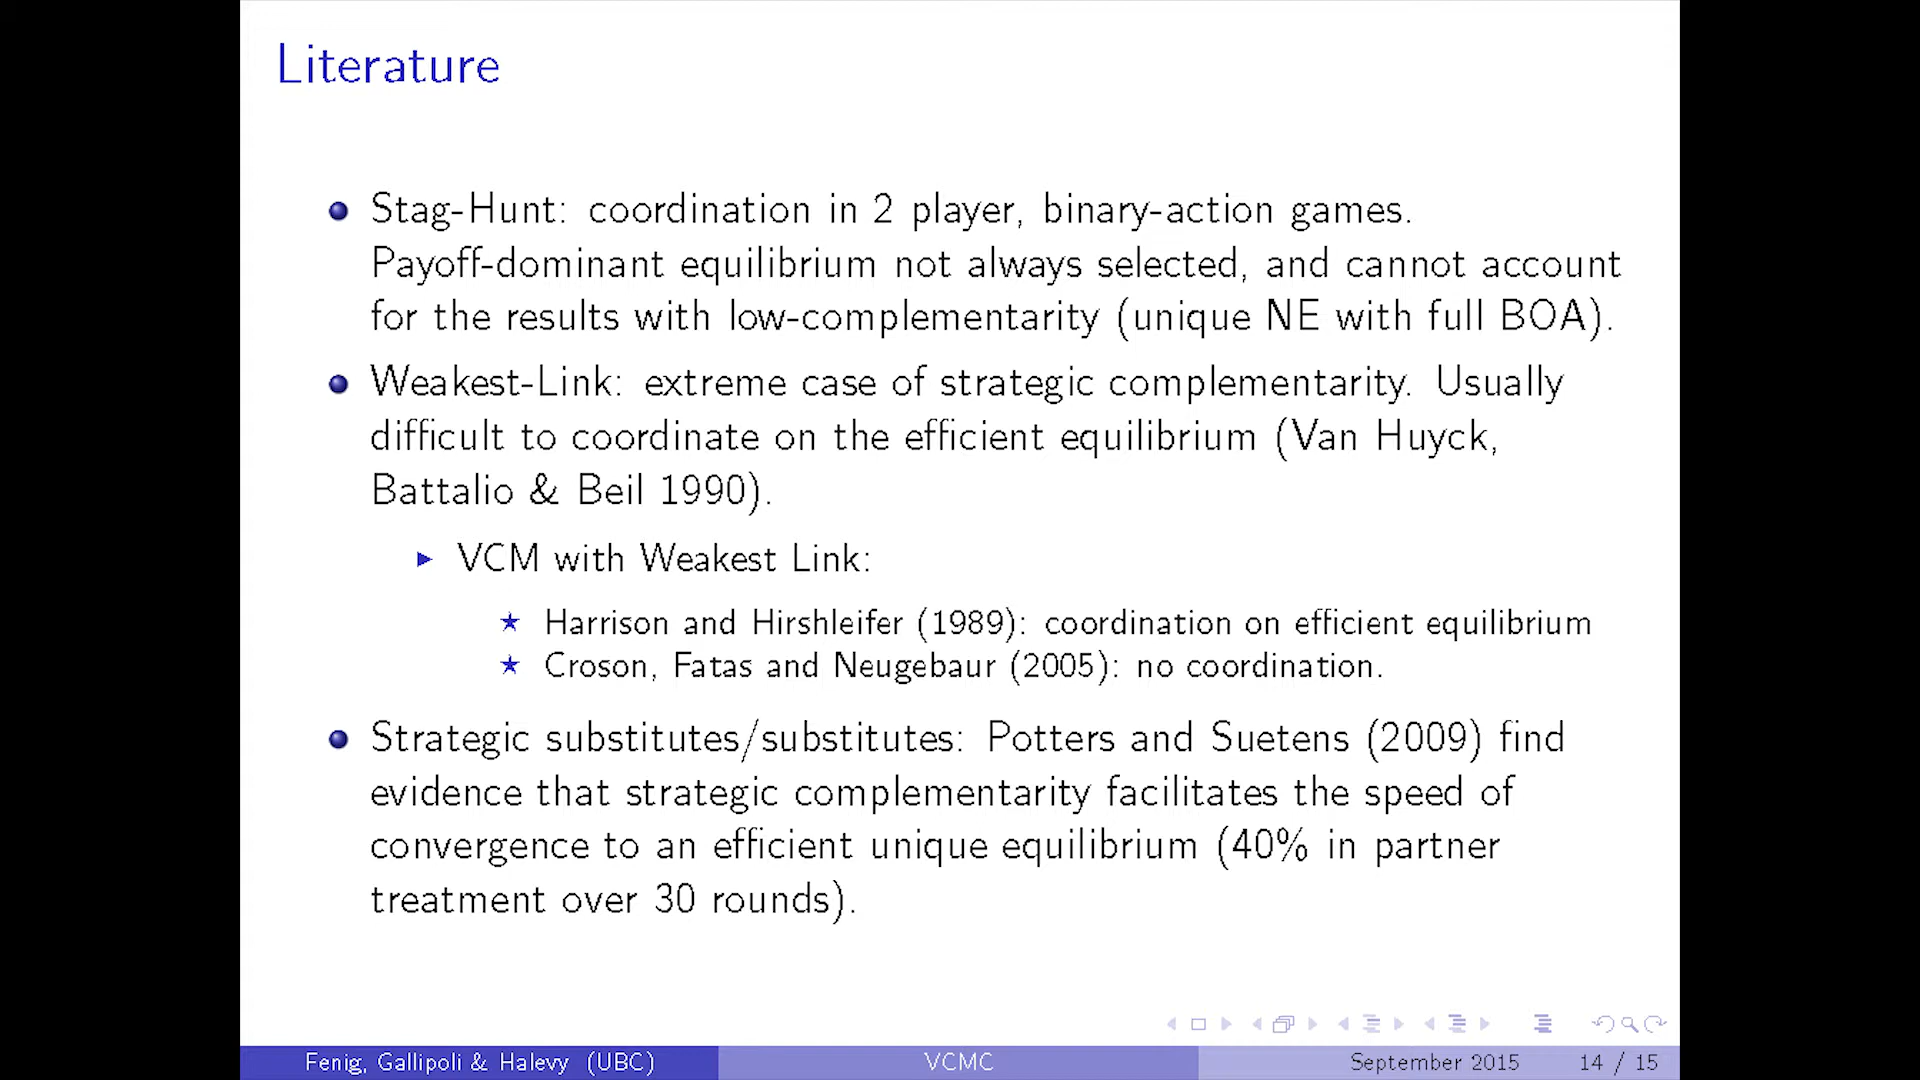 Literature
Stag-Hunt: coordination in 2 player, binary-action games.
Payoff-dominant equilibrium not always selected, and cannot account
for the results with low-complementarity (unique NE with full BOA).
Weakest-Link: extreme case of strategic complementarity. Usually
difficult to coordinate on the efficient equilibrium (Van Huyck,
Battalio & Beil 1990).
VCM with Weakest Link:
Harrison and Hirshleifer (1989): coordination on efficient equilibrium
Croson, Fatas and Neugebaur (2005): no coordination.
Strategic substitutes/substitutes: Potters and Suetens (2009) find
evidence that strategic complementarity facilitates the speed of
convergence to an efficient unique equilibrium (40% in partner
treatment over 30 rounds).
Fenig, Gallipoli & Halevy (UBC) VCMC September 2015 14 / 15